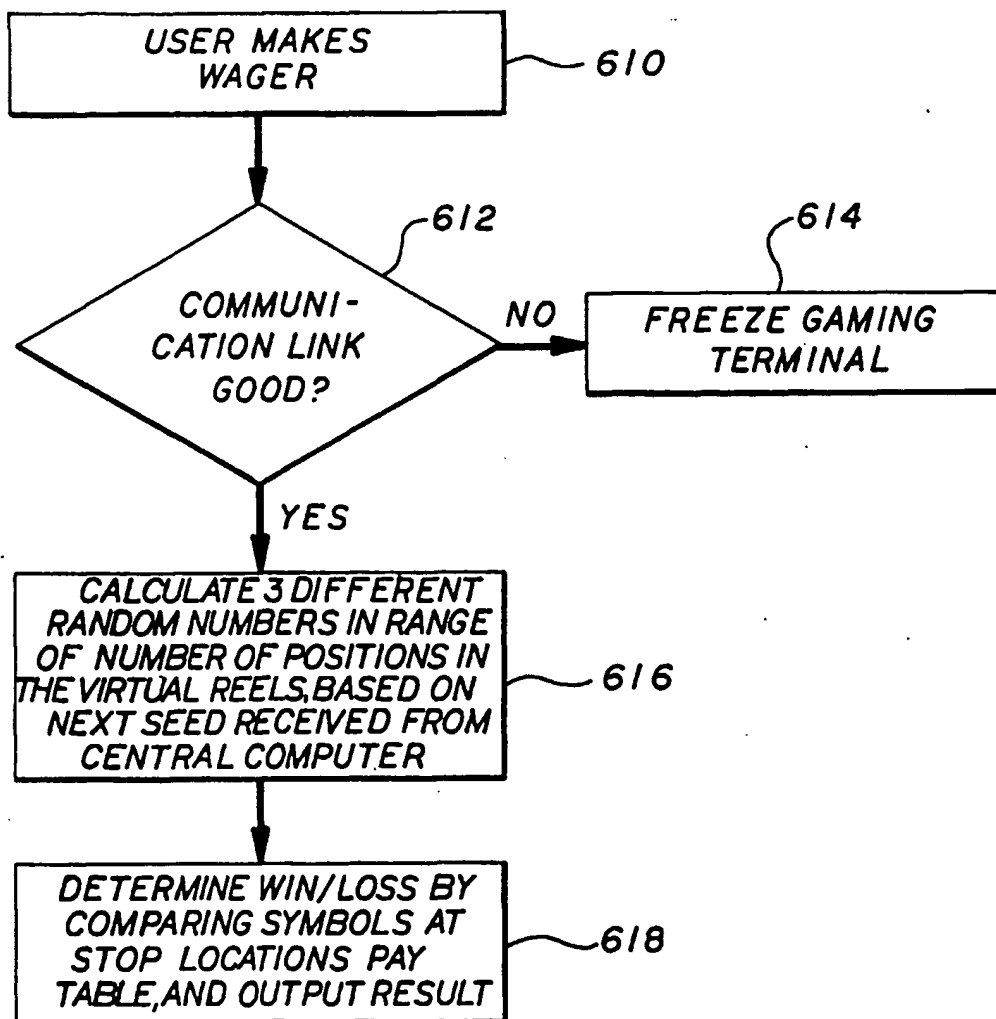 USER MAKES
WAGER
610
612
COMMUNI-
CATION LINK
GOOD?
NO
614
FREEZE GAMING
TERMINAL
YES
CALCULATE 3 DIFFERENT
RANDOM NUMBERS IN RANGE
OF NUMBER OF POSITIONS IN
THE VIRTUAL REELS, BASED ON
NEXT SEED RECEIVED FROM
CENTRAL COMPUTER
616
DETERMINE WIN/LOSS BY
COMPARING SYMBOLS AT
STOP LOCATIONS PAY
TABLE, AND OUTPUT RESULT
618